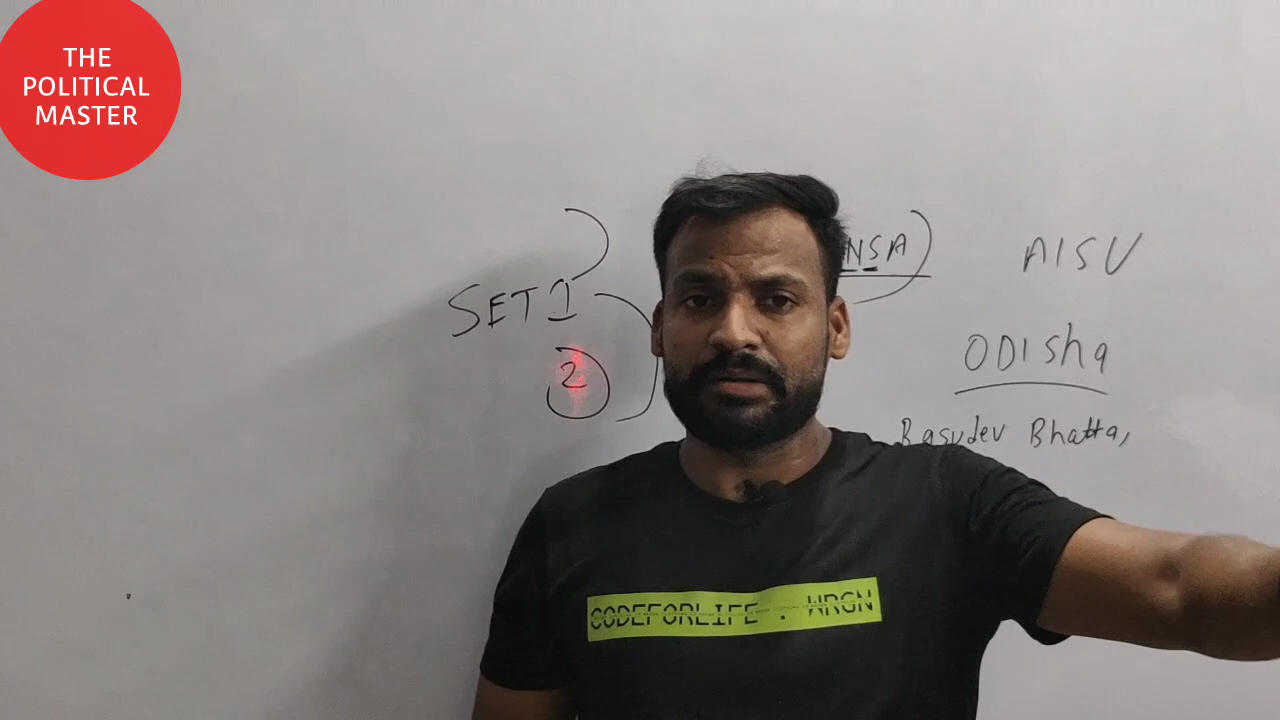 THE
POLITICAL
MASTER
NSA
AISU
SET 1
2
ODIsha
Basudev Bhatta,
CODEFORLIFE . WRGN